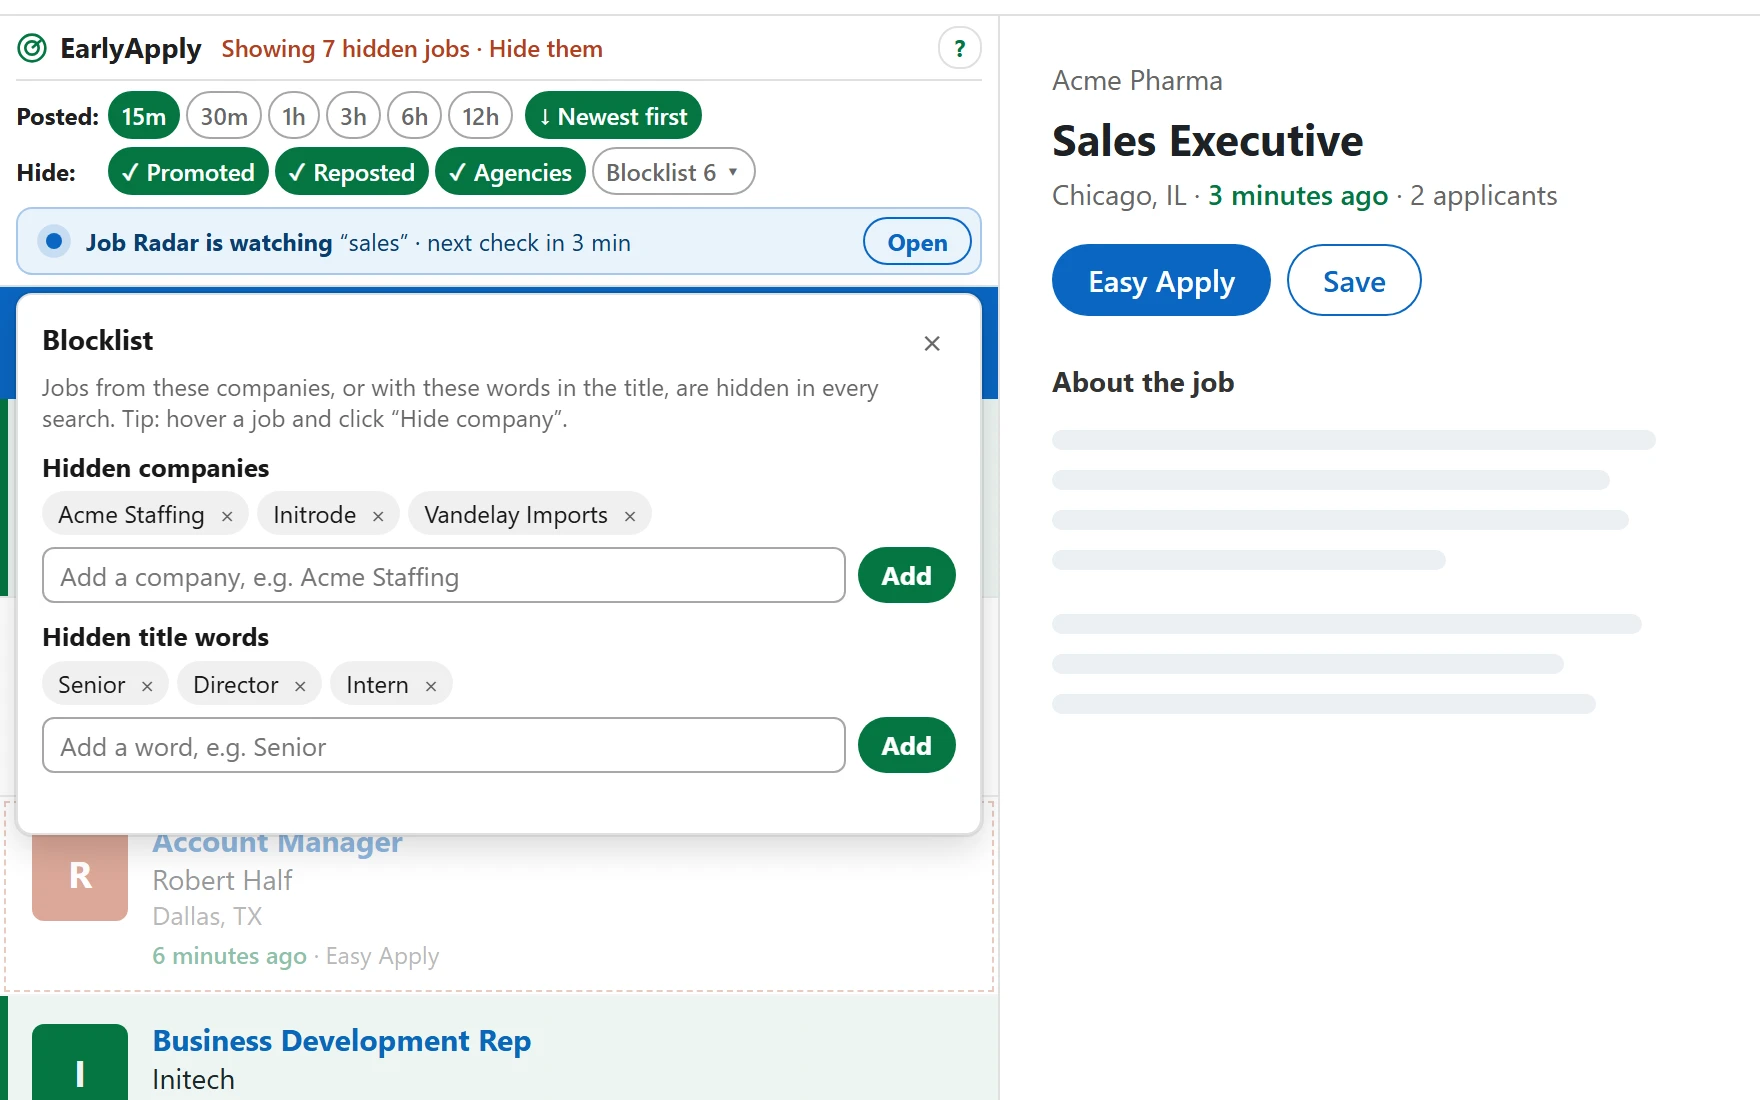 EarlyApply Showing 7 hidden jobs · Hide them ?
Posted: 15m 30m 1h 3h 6h 12h ↓ Newest first
Hide: ✓ Promoted ✓ Reposted ✓ Agencies Blocklist 6 ▾
Job Radar is watching “sales” · next check in 3 min Open
Blocklist ×
Jobs from these companies, or with these words in the title, are hidden in every
search. Tip: hover a job and click “Hide company”.
Hidden companies
Acme Staffing × Initrode × Vandelay Imports ×
Add a company, e.g. Acme Staffing Add
Hidden title words
Senior × Director × Intern ×
Add a word, e.g. Senior Add
Account Manager
R
Robert Half
Dallas, TX
6 minutes ago · Easy Apply
Business Development Rep
I
Initech
Acme Pharma
Sales Executive
Chicago, IL · 3 minutes ago · 2 applicants
Easy Apply Save
About the job